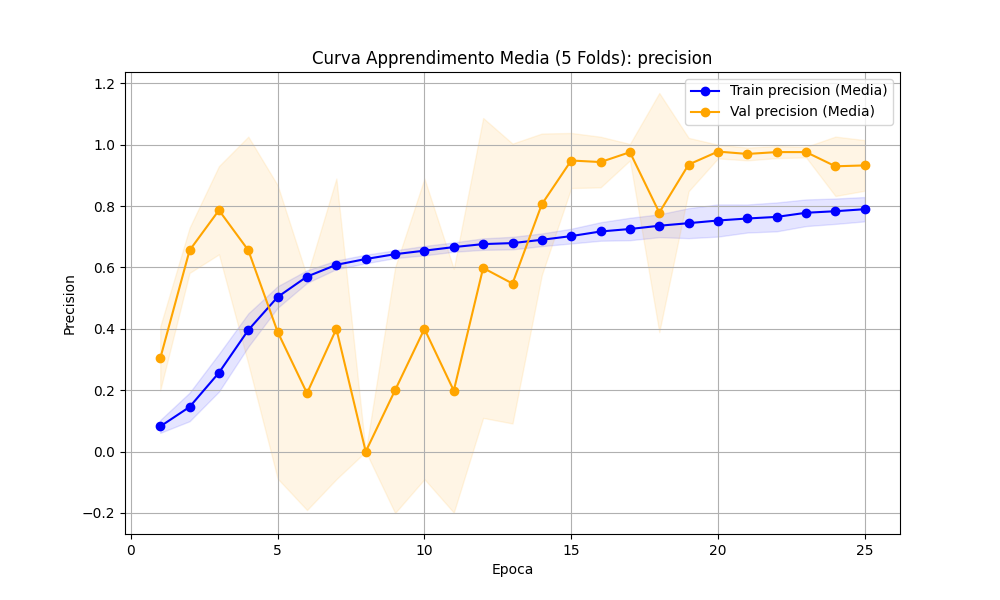 Curva Apprendimento Media (5 Folds): precision
Train precision (Media)
Val precision (Media)
Precision
1.2
1.0
0.8
0.6
0.4
0.2
0.0
−0.2
0 5 10 15 20 25
Epoca